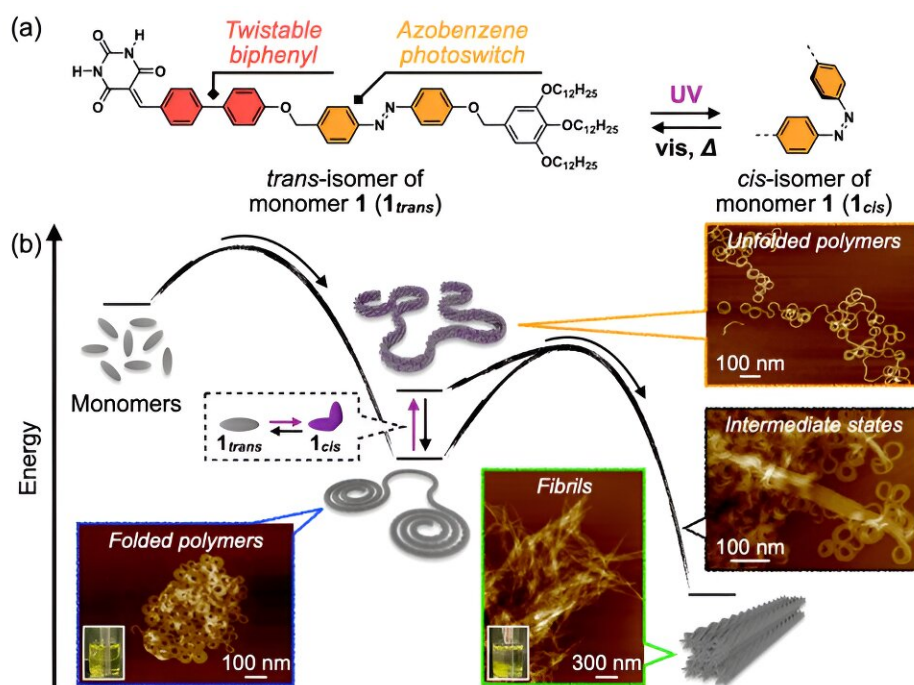 (a)
Twistable
biphenyl
Azobenzene
photoswitch
O
N
H
O
N
H
O
O
N
N
O
OC12H25
OC12H25
OC12H25
UV
vis, Δ
N
N
trans-isomer of
monomer 1 (1trans)
cis-isomer of
monomer 1 (1cis)
(b)
Energy
Monomers
1trans
1cis
Unfolded polymers
100 nm
Intermediate states
100 nm
Folded polymers
100 nm
Fibrils
300 nm